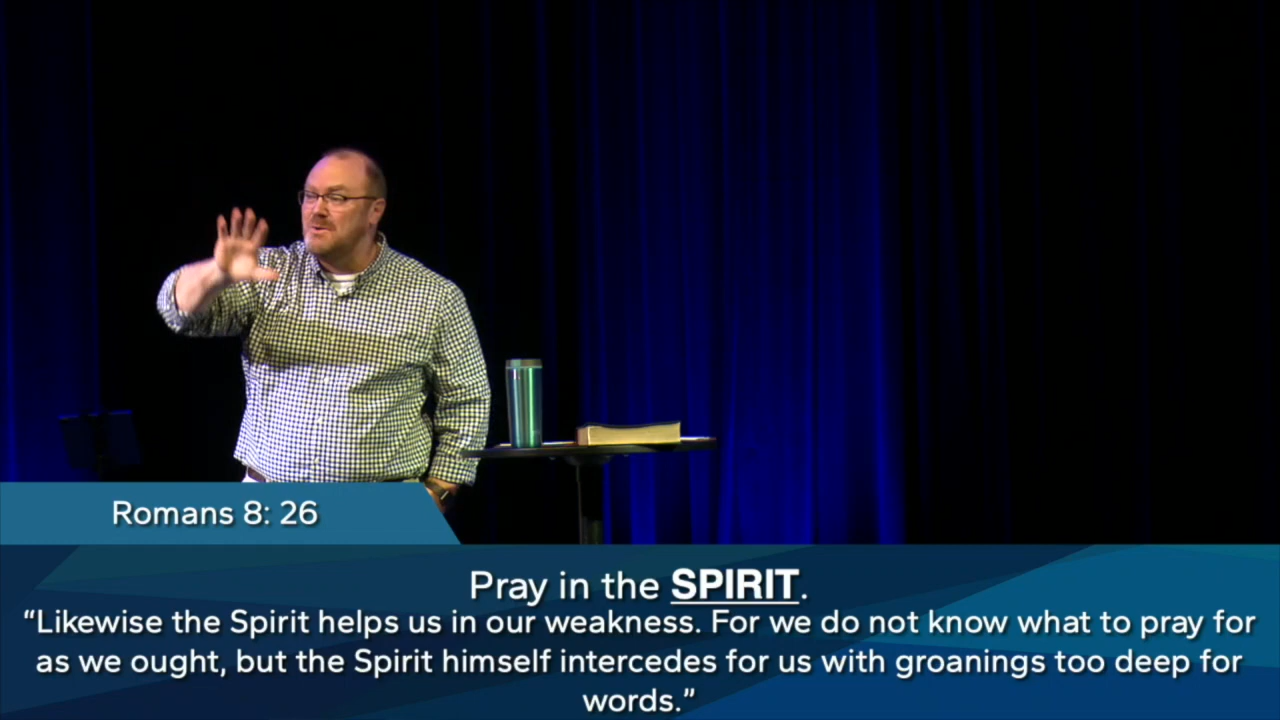 Romans 8: 26
Pray in the SPIRIT.
“Likewise the Spirit helps us in our weakness. For we do not know what to pray for
as we ought, but the Spirit himself intercedes for us with groanings too deep for
words.”